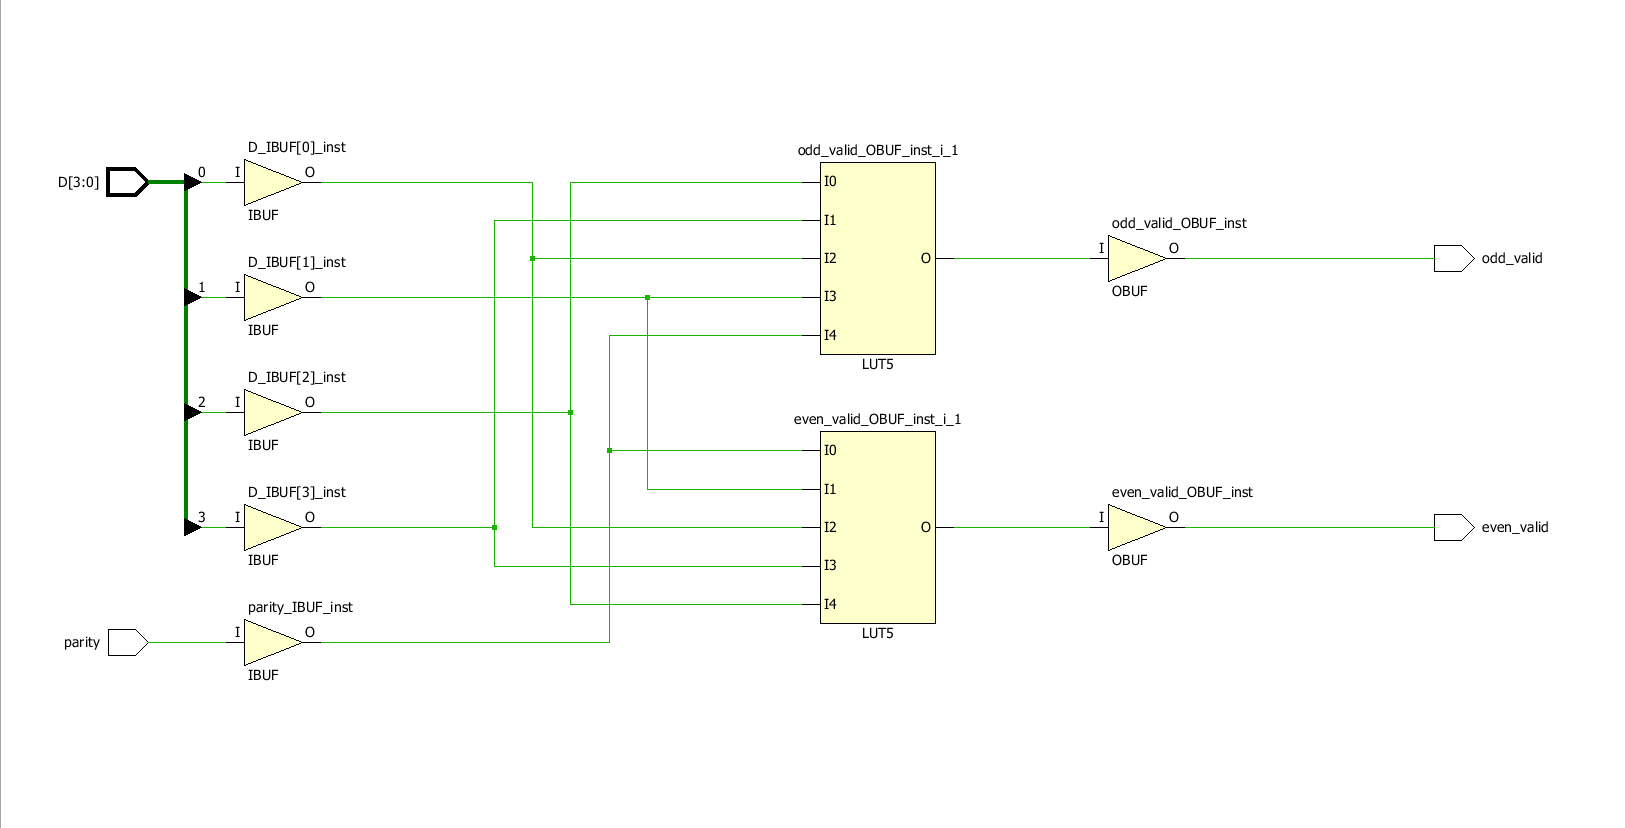 D_IBUF[0]_inst
odd_valid_OBUF_inst_i_1
D[3:0]
0
I
O
IBUF
I0
I1
I2
I3
I4
O
LUT5
odd_valid_OBUF_inst
I
O
OBUF
odd_valid
D_IBUF[1]_inst
1
I
O
IBUF
D_IBUF[2]_inst
2
I
O
IBUF
even_valid_OBUF_inst_i_1
I0
I1
I2
I3
I4
O
LUT5
even_valid_OBUF_inst
I
O
OBUF
even_valid
D_IBUF[3]_inst
3
I
O
IBUF
parity_IBUF_inst
parity
I
O
IBUF